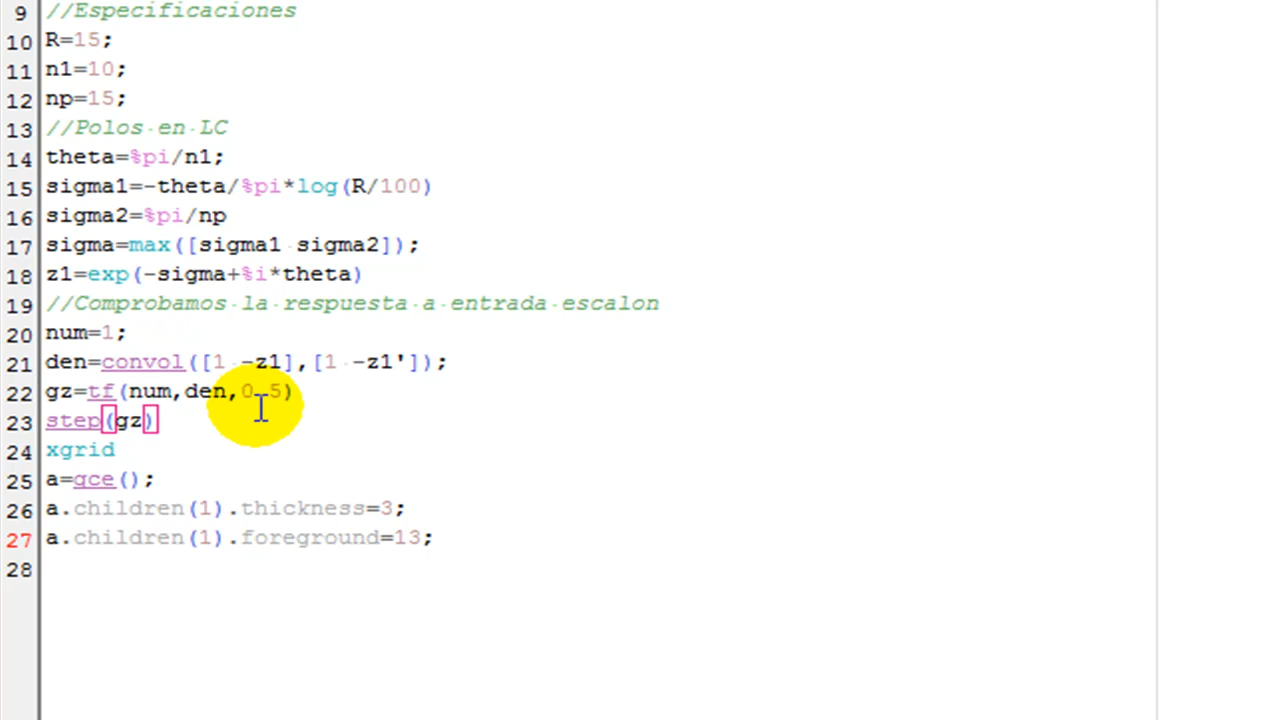 9 //Especificaciones
10 R=15;
11 n1=10;
12 np=15;
13 //Polos en LC
14 theta=%pi/n1;
15 sigma1=-theta/%pi*log(R/100)
16 sigma2=%pi/np
17 sigma=max([sigma1 sigma2]);
18 z1=exp(-sigma+%i*theta)
19 //Comprobamos la respuesta a entrada escalon
20 num=1;
21 den=convol([1 -z1],[1 -z1']);
22 gz=tf(num,den,0.5)
23 step(gz)
24 xgrid
25 a=gce();
26 a.children(1).thickness=3;
27 a.children(1).foreground=13;
28